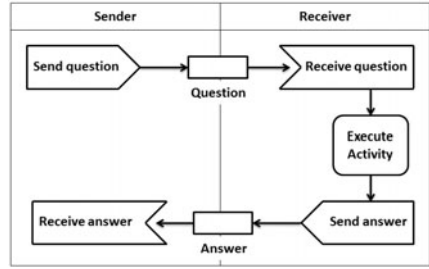 Sender Receiver
Send question Receive question
Question
Execute
Activity
Receive answer Send answer
Answer